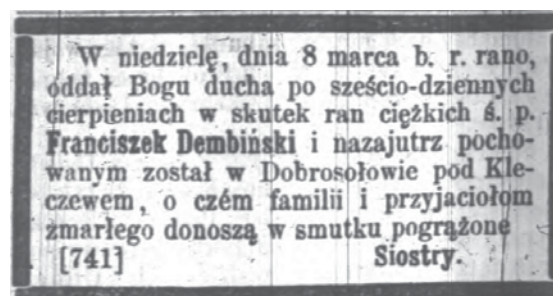 W niedzielę, dnia 8 marca b. r. rano,
oddał Bogu ducha po sześcio-dziennych
cierpieniach w skutek ran ciężkich ś. p.
Franciszek Dembiński i nazajutrz pocho-
wanym został w Dobrosołowie pod Kle-
czewem, o czém familii i przyjaciołom
zmarłego donoszą w smutku pogrążone
[741] Siostry.